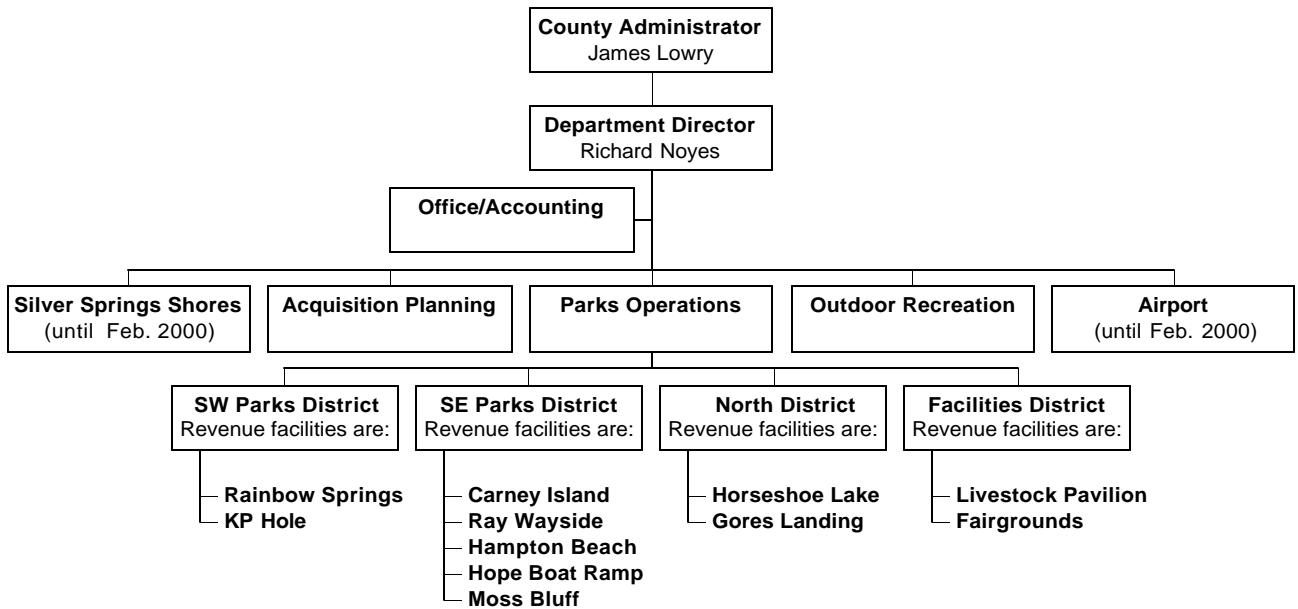 County Administrator
James Lowry
Department Director
Richard Noyes
Office/Accounting
Silver Springs Shores
(until Feb. 2000)
Acquisition Planning
Parks Operations
Outdoor Recreation
Airport
(until Feb. 2000)
SW Parks District
Revenue facilities are:
Rainbow Springs
KP Hole
SE Parks District
Revenue facilities are:
Carney Island
Ray Wayside
Hampton Beach
Hope Boat Ramp
Moss Bluff
North District
Revenue facilities are:
Horseshoe Lake
Gores Landing
Facilities District
Revenue facilities are:
Livestock Pavilion
Fairgrounds